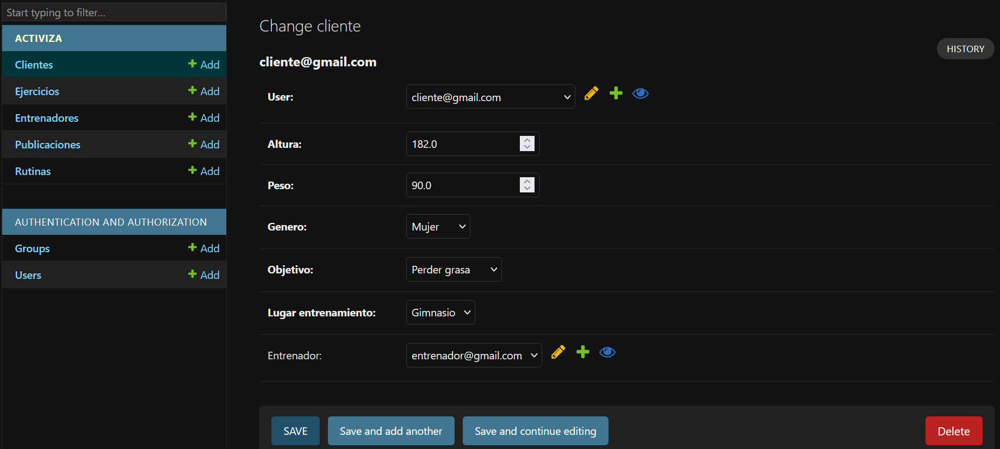 Start typing to filter...
ACTIVIZA
Clientes Add
Ejercicios Add
Entrenadores Add
Publicaciones Add
Rutinas Add
AUTHENTICATION AND AUTHORIZATION
Groups Add
Users Add
Change cliente
HISTORY
cliente@gmail.com
User: cliente@gmail.com
Altura: 182.0
Peso: 90.0
Genero: Mujer
Objetivo: Perder grasa
Lugar entrenamiento: Gimnasio
Entrenador: entrenador@gmail.com
SAVE Save and add another Save and continue editing Delete